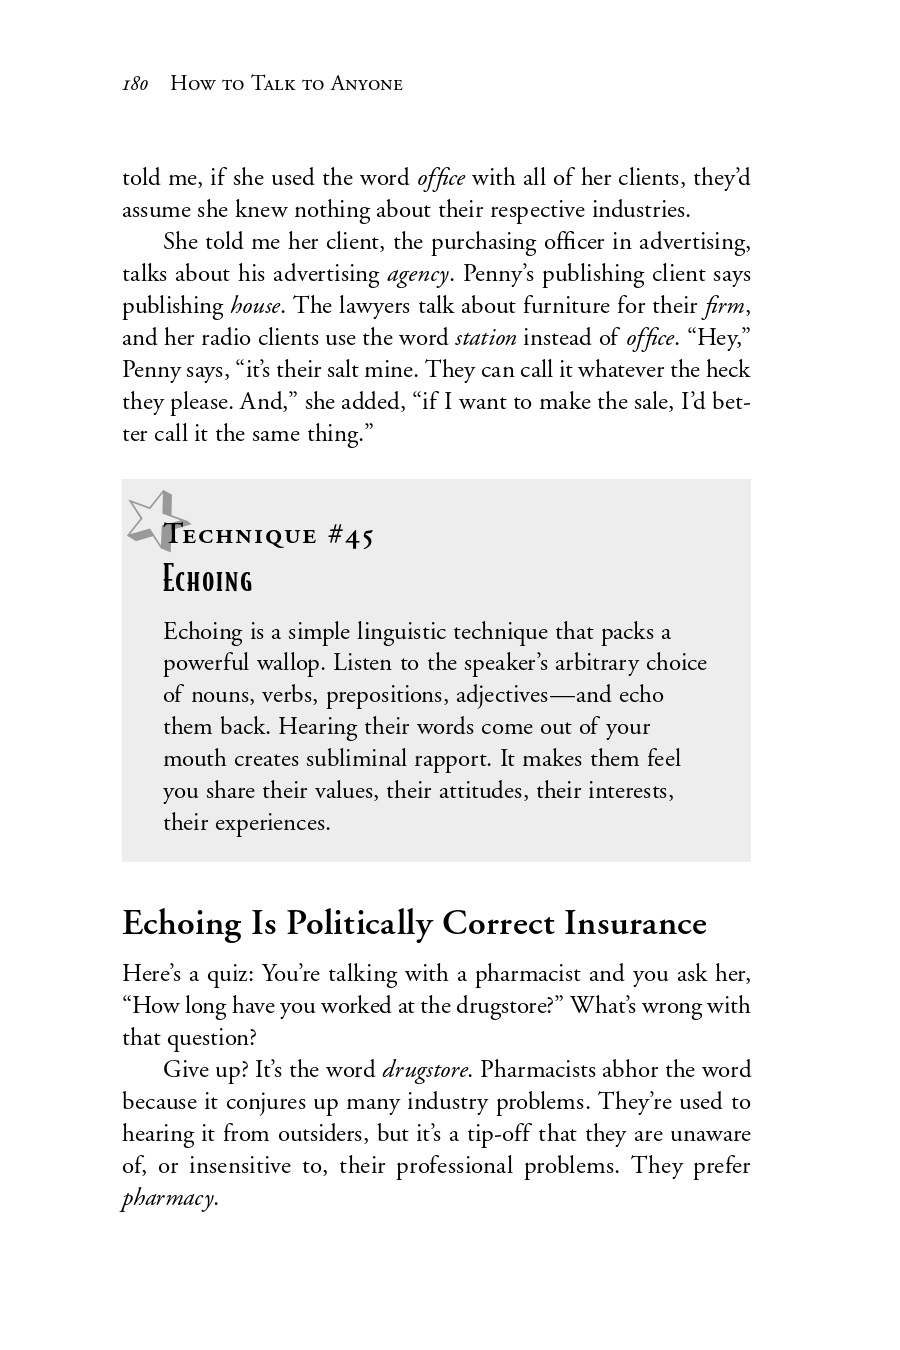 180 How to Talk to Anyone
told me, if she used the word office with all of her clients, they’d
assume she knew nothing about their respective industries.
She told me her client, the purchasing officer in advertising,
talks about his advertising agency. Penny’s publishing client says
publishing house. The lawyers talk about furniture for their firm,
and her radio clients use the word station instead of office. “Hey,”
Penny says, “it’s their salt mine. They can call it whatever the heck
they please. And,” she added, “if I want to make the sale, I’d bet-
ter call it the same thing.”
Technique #45
Echoing
Echoing is a simple linguistic technique that packs a
powerful wallop. Listen to the speaker’s arbitrary choice
of nouns, verbs, prepositions, adjectives—and echo
them back. Hearing their words come out of your
mouth creates subliminal rapport. It makes them feel
you share their values, their attitudes, their interests,
their experiences.
Echoing Is Politically Correct Insurance
Here’s a quiz: You’re talking with a pharmacist and you ask her,
“How long have you worked at the drugstore?” What’s wrong with
that question?
Give up? It’s the word drugstore. Pharmacists abhor the word
because it conjures up many industry problems. They’re used to
hearing it from outsiders, but it’s a tip-off that they are unaware
of, or insensitive to, their professional problems. They prefer
pharmacy.